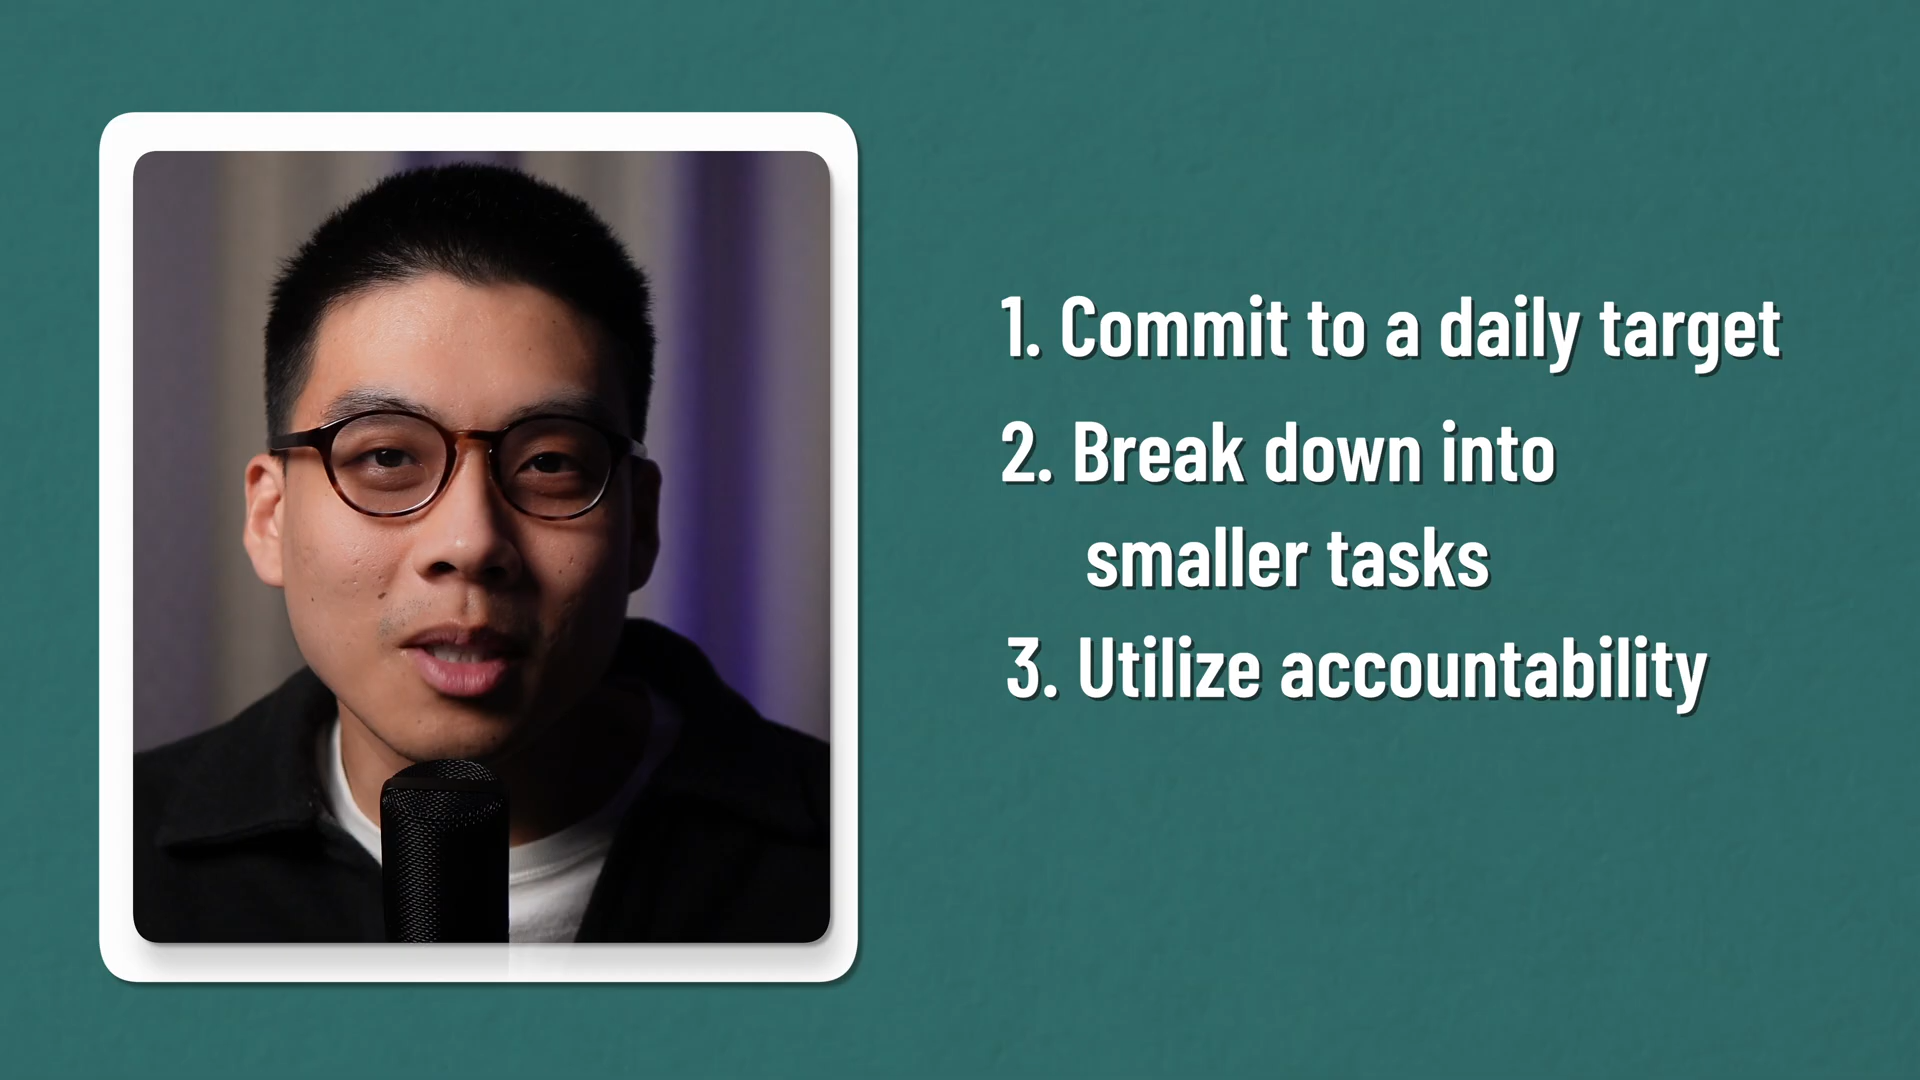 1. Commit to a daily target
2. Break down into
smaller tasks
3. Utilize accountability